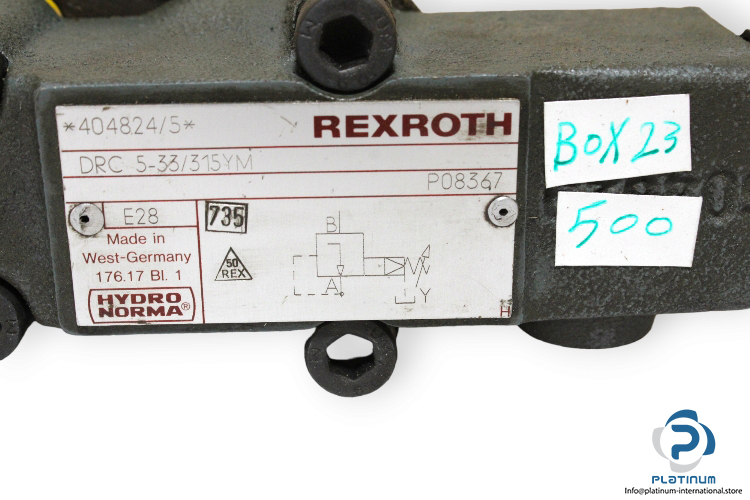 *404824/5*
REXROTH
DRC 5-33/315YM
P08367
E28
735
Made in
West-Germany
176.17 Bl. 1
HYDRO
NORMA®
50
REX
B
A
Y
H
BOX 23
500
PLATINUM
Info@platinum-international.store